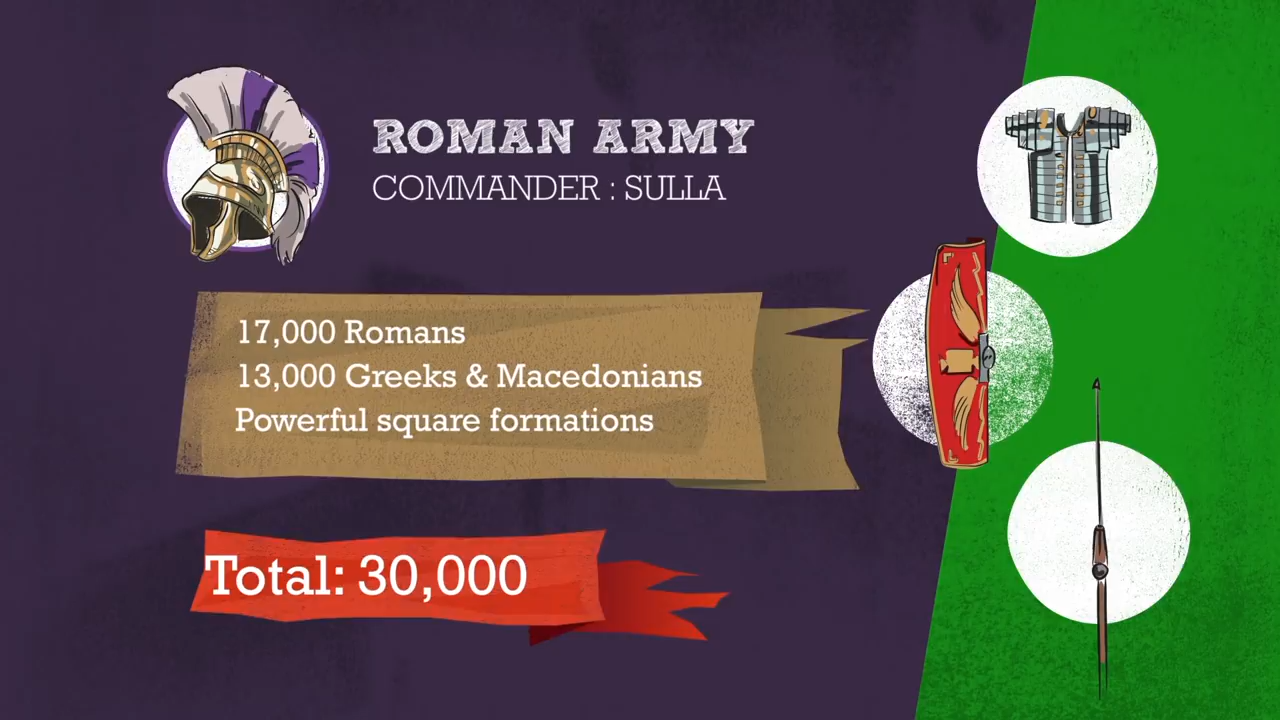 ROMAN ARMY
COMMANDER : SULLA
17,000 Romans
13,000 Greeks & Macedonians
Powerful square formations
Total: 30,000